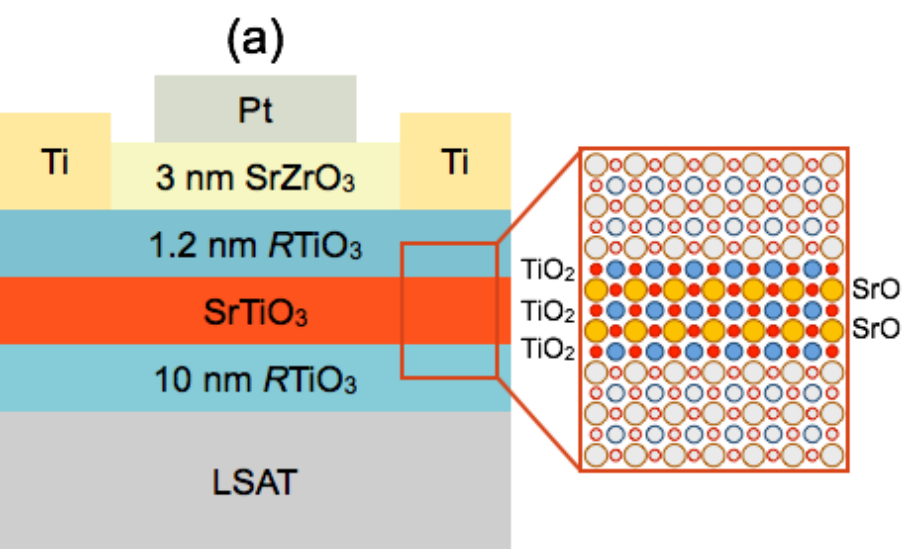 (a)
Pt
Ti
Ti
3 nm SrZrO₃
1.2 nm RTiO₃
SrTiO₃
10 nm RTiO₃
LSAT
TiO₂
SrO
TiO₂
SrO
TiO₂